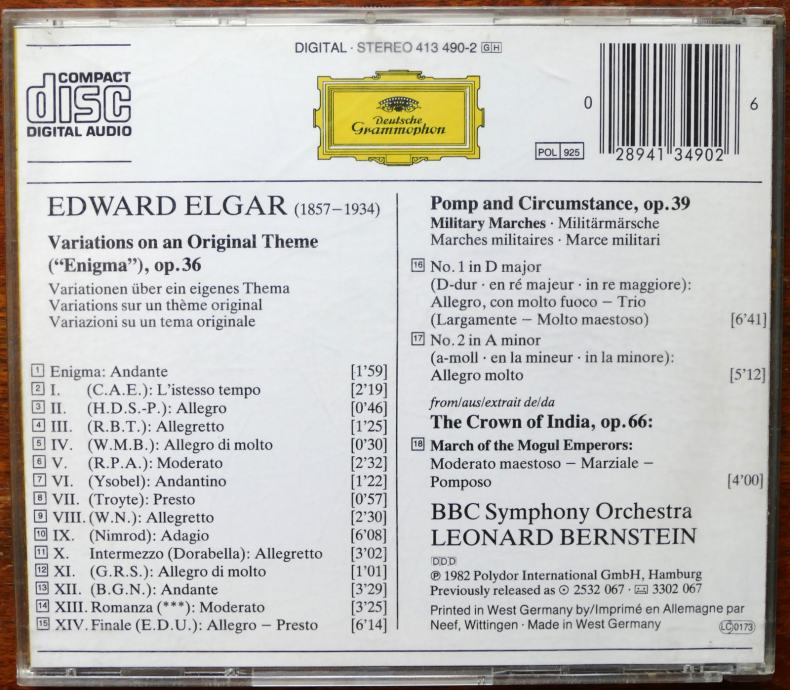 COMPACT
disc
DIGITAL AUDIO
DIGITAL · STEREO 413 490-2 GH
Deutsche
Grammophon
POL 925
0 28941 34902 6
EDWARD ELGAR (1857–1934)
Variations on an Original Theme
("Enigma"), op. 36
Variationen über ein eigenes Thema
Variations sur un thème original
Variazioni su un tema originale
1 Enigma: Andante [1'59]
2 I. (C.A.E.): L'istesso tempo [2'19]
3 II. (H.D.S.-P.): Allegro [0'46]
4 III. (R.B.T.): Allegretto [1'25]
5 IV. (W.M.B.): Allegro di molto [0'30]
6 V. (R.P.A.): Moderato [2'32]
7 VI. (Ysobel): Andantino [1'22]
8 VII. (Troyte): Presto [0'57]
9 VIII. (W.N.): Allegretto [2'30]
10 IX. (Nimrod): Adagio [6'08]
11 X. Intermezzo (Dorabella): Allegretto [3'02]
12 XI. (G.R.S.): Allegro di molto [1'01]
13 XII. (B.G.N.): Andante [3'29]
14 XIII. Romanza (***): Moderato [3'25]
15 XIV. Finale (E.D.U.): Allegro – Presto [6'14]
Pomp and Circumstance, op. 39
Military Marches · Militärmärsche
Marches militaires · Marce militari
16 No. 1 in D major
(D-dur · en ré majeur · in re maggiore):
Allegro, con molto fuoco – Trio
(Largamente – Molto maestoso) [6'41]
17 No. 2 in A minor
(a-moll · en la mineur · in la minore):
Allegro molto [5'12]
from/aus/extrait de/da
The Crown of India, op. 66:
18 March of the Mogul Emperors:
Moderato maestoso – Marziale –
Pomposo [4'00]
BBC Symphony Orchestra
LEONARD BERNSTEIN
DDD
℗ 1982 Polydor International GmbH, Hamburg
Previously released as 2532 067 · 3302 067
Printed in West Germany by/Imprimé en Allemagne par
Neef, Wittingen · Made in West Germany
LC 0173